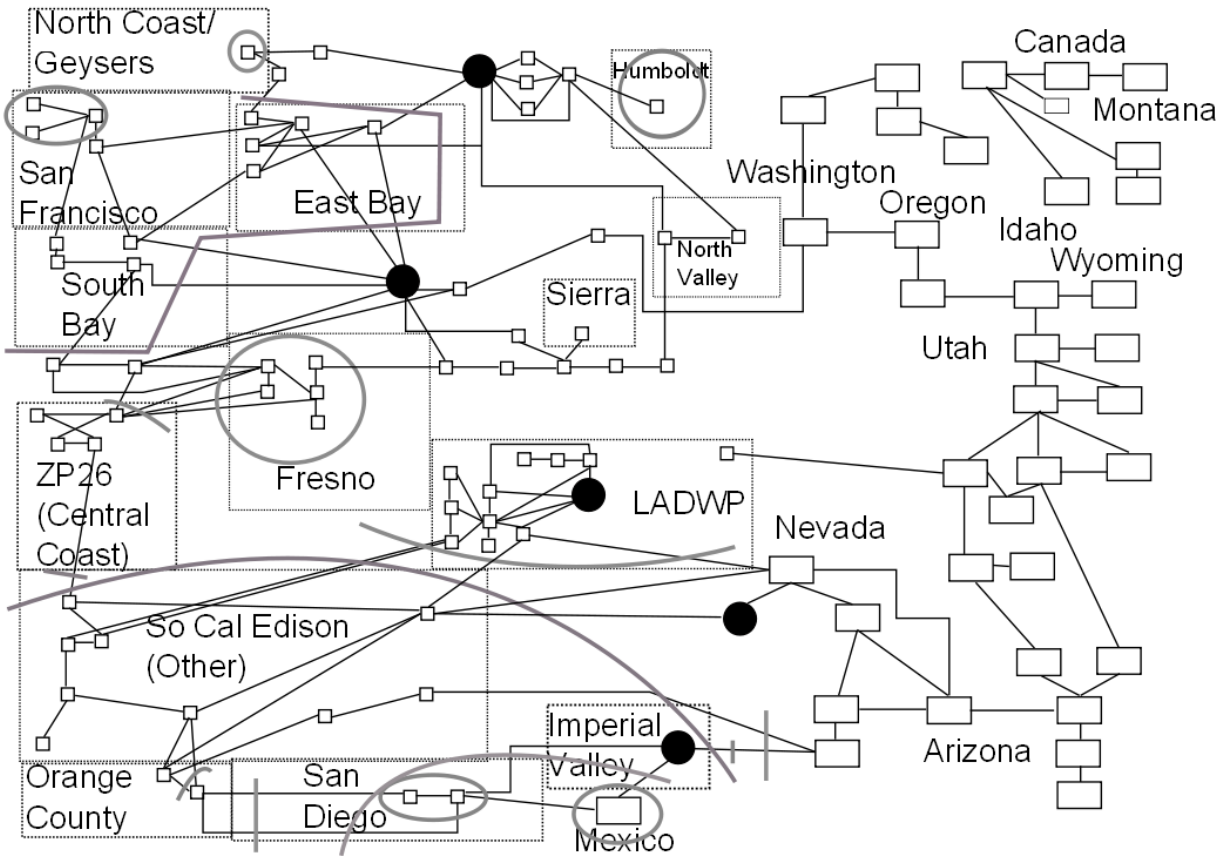 North Coast/
Geysers
Humboldt
Canada
Montana
San
Francisco
East Bay
Washington
Oregon
Idaho
Wyoming
North
Valley
South
Bay
Sierra
Utah
Fresno
ZP26
(Central
Coast)
LADWP
Nevada
So Cal Edison
(Other)
Imperial
Valley
Arizona
Orange
County
San
Diego
Mexico